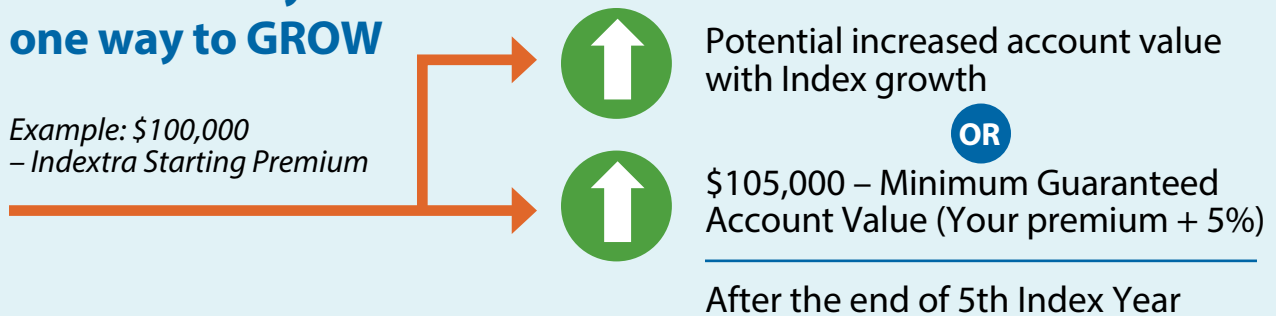 one way to GROW
Example: $100,000
– Indextra Starting Premium
Potential increased account value
with Index growth
OR
$105,000 – Minimum Guaranteed
Account Value (Your premium + 5%)
After the end of 5th Index Year